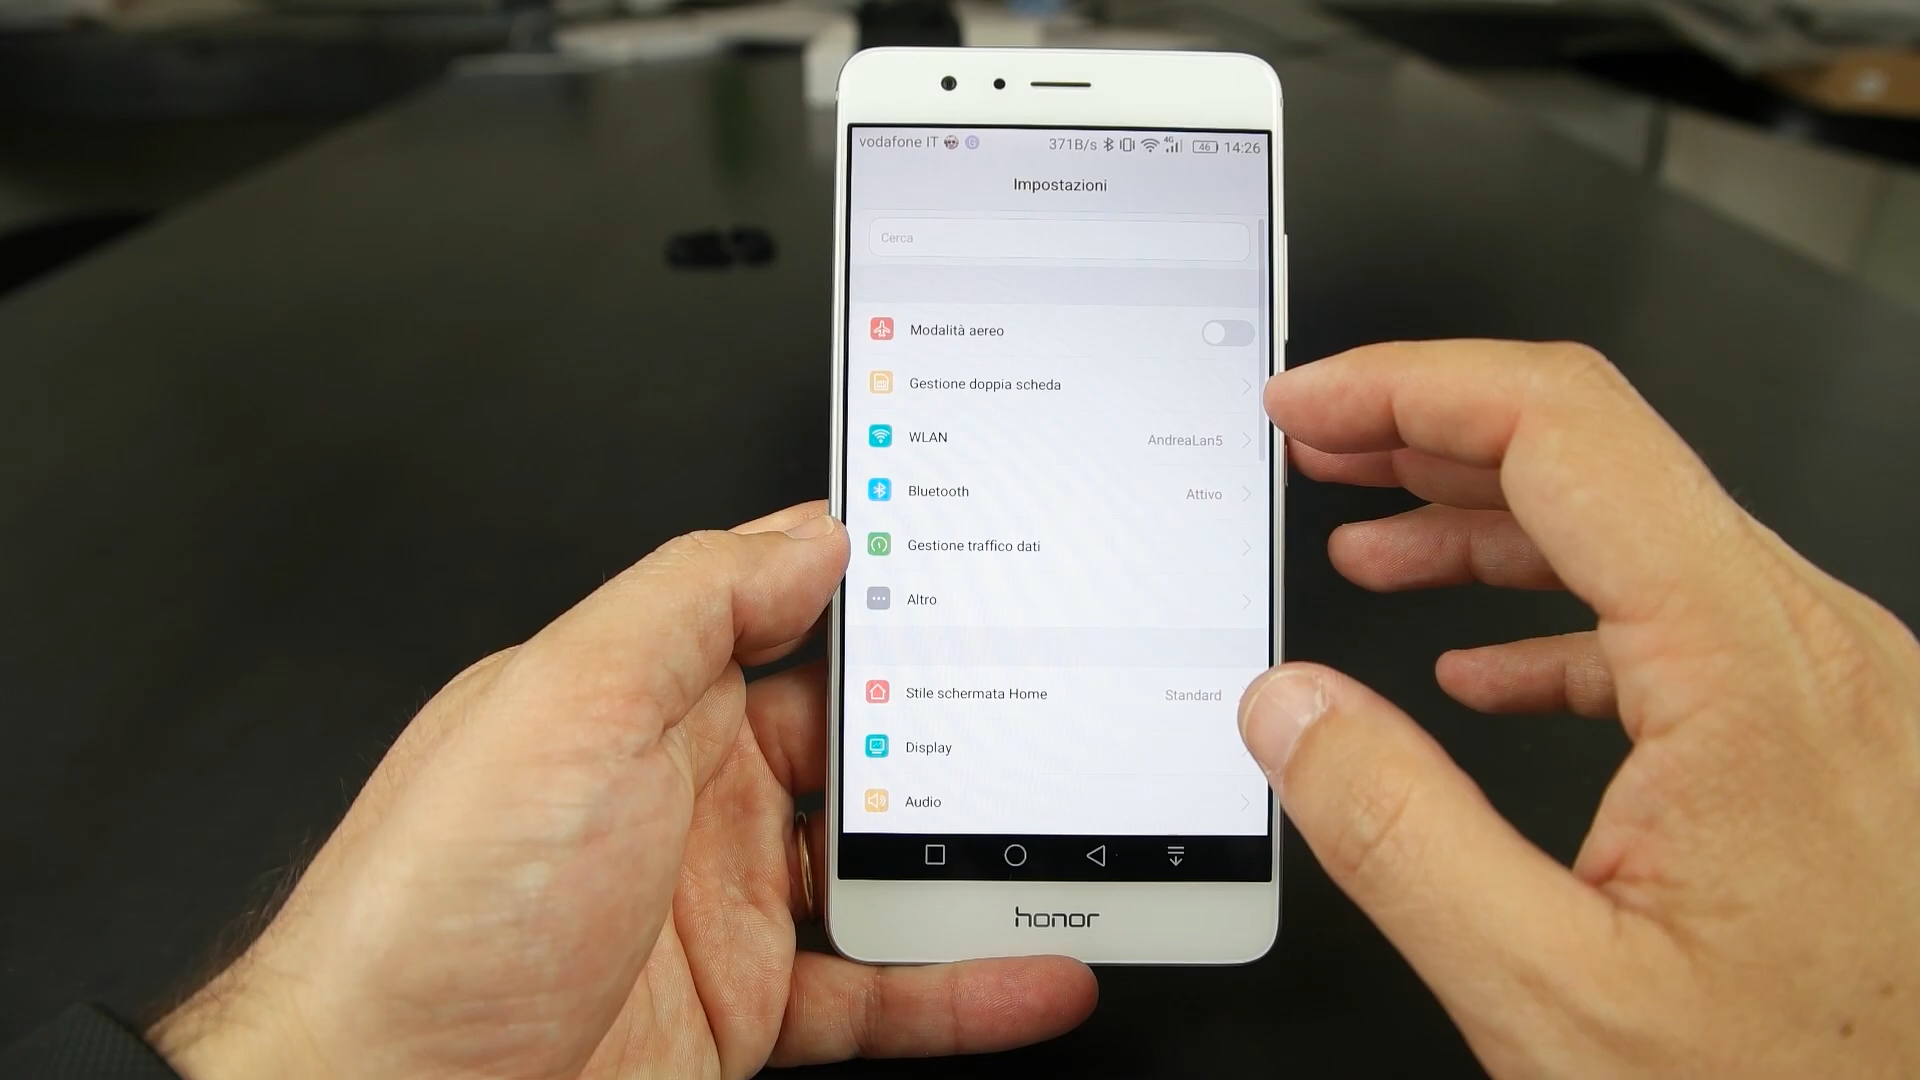 vodafone IT 371B/s 4G 46 14:26
Impostazioni
Cerca
Modalità aereo
Gestione doppia scheda
WLAN AndreaLan5
Bluetooth Attivo
Gestione traffico dati
Altro
Stile schermata Home Standard
Display
Audio
honor